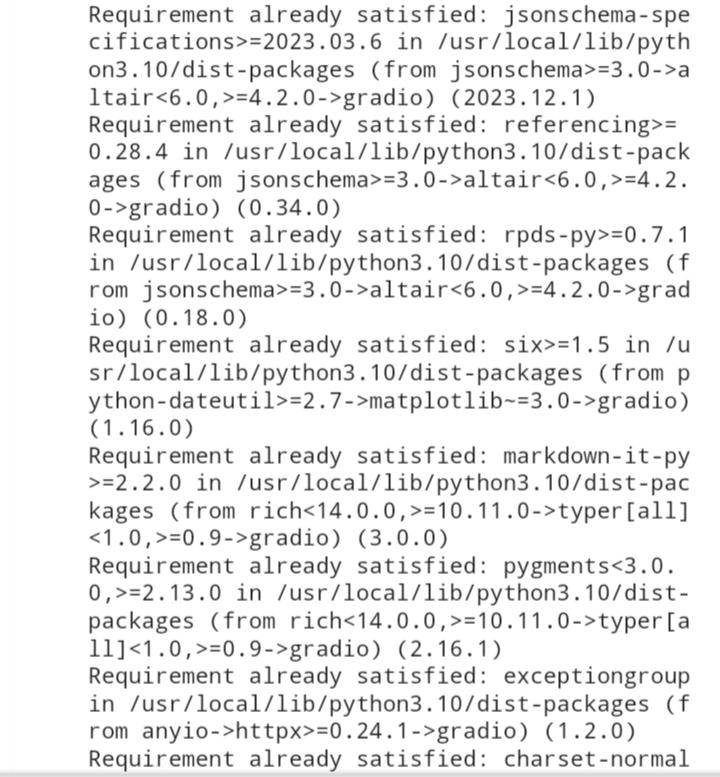 Requirement already satisfied: jsonschema-spe
cifications>=2023.03.6 in /usr/local/lib/pyth
on3.10/dist-packages (from jsonschema>=3.0->a
ltair<6.0,>=4.2.0->gradio) (2023.12.1)
Requirement already satisfied: referencing>=
0.28.4 in /usr/local/lib/python3.10/dist-pack
ages (from jsonschema>=3.0->altair<6.0,>=4.2.
0->gradio) (0.34.0)
Requirement already satisfied: rpds-py>=0.7.1
in /usr/local/lib/python3.10/dist-packages (f
rom jsonschema>=3.0->altair<6.0,>=4.2.0->grad
io) (0.18.0)
Requirement already satisfied: six>=1.5 in /u
sr/local/lib/python3.10/dist-packages (from p
ython-dateutil>=2.7->matplotlib~=3.0->gradio)
(1.16.0)
Requirement already satisfied: markdown-it-py
>=2.2.0 in /usr/local/lib/python3.10/dist-pac
kages (from rich<14.0.0,>=10.11.0->typer[all]
<1.0,>=0.9->gradio) (3.0.0)
Requirement already satisfied: pygments<3.0.
0,>=2.13.0 in /usr/local/lib/python3.10/dist-
packages (from rich<14.0.0,>=10.11.0->typer[a
ll]<1.0,>=0.9->gradio) (2.16.1)
Requirement already satisfied: exceptiongroup
in /usr/local/lib/python3.10/dist-packages (f
rom anyio->httpx>=0.24.1->gradio) (1.2.0)
Requirement already satisfied: charset-normal